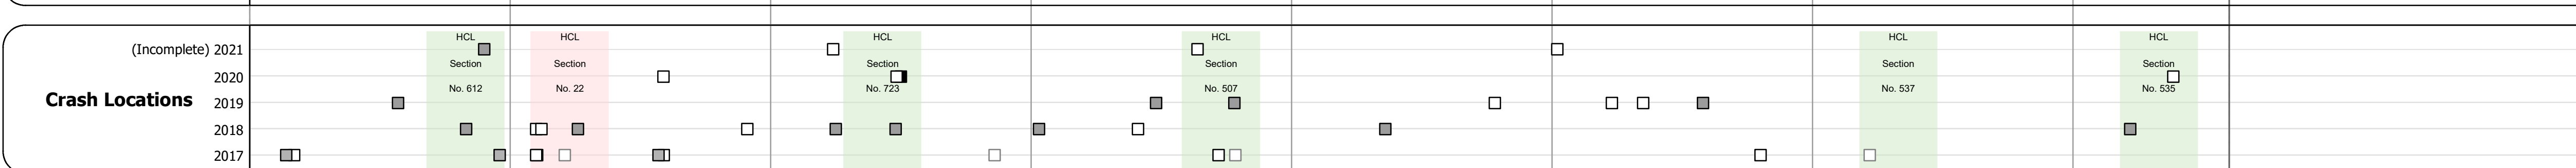 HCL HCL HCL HCL HCL HCL
(Incomplete) 2021
Section Section Section Section Section Section
2020
No. 612 No. 22 No. 723 No. 507 No. 537 No. 535
Crash Locations 2019
2018
2017